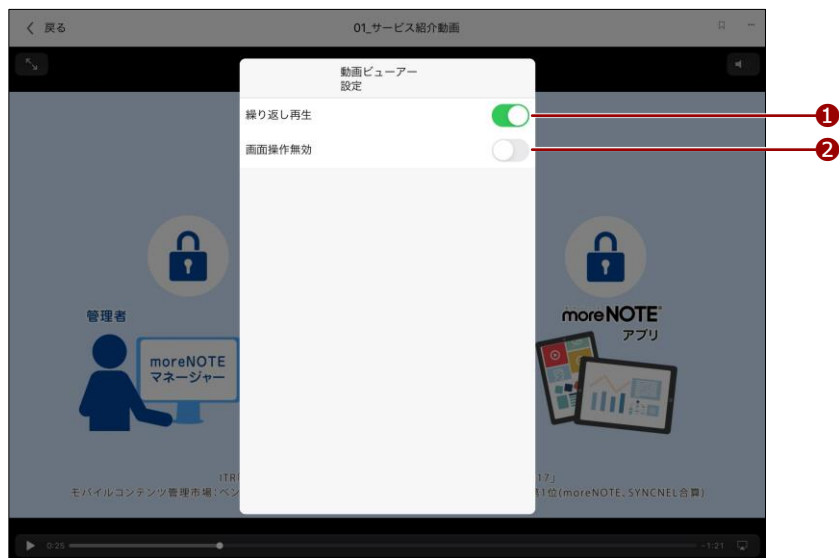 戻る
01_サービス紹介動画
動画ビューアー
設定
繰り返し再生
1
画面操作無効
2
管理者
moreNOTE
マネージャー
moreNOTE
アプリ
ITR
17」
モバイルコンテンツ管理市場:ベン
1位(moreNOTE、SYNCNEL合算)
0:25
-1:21